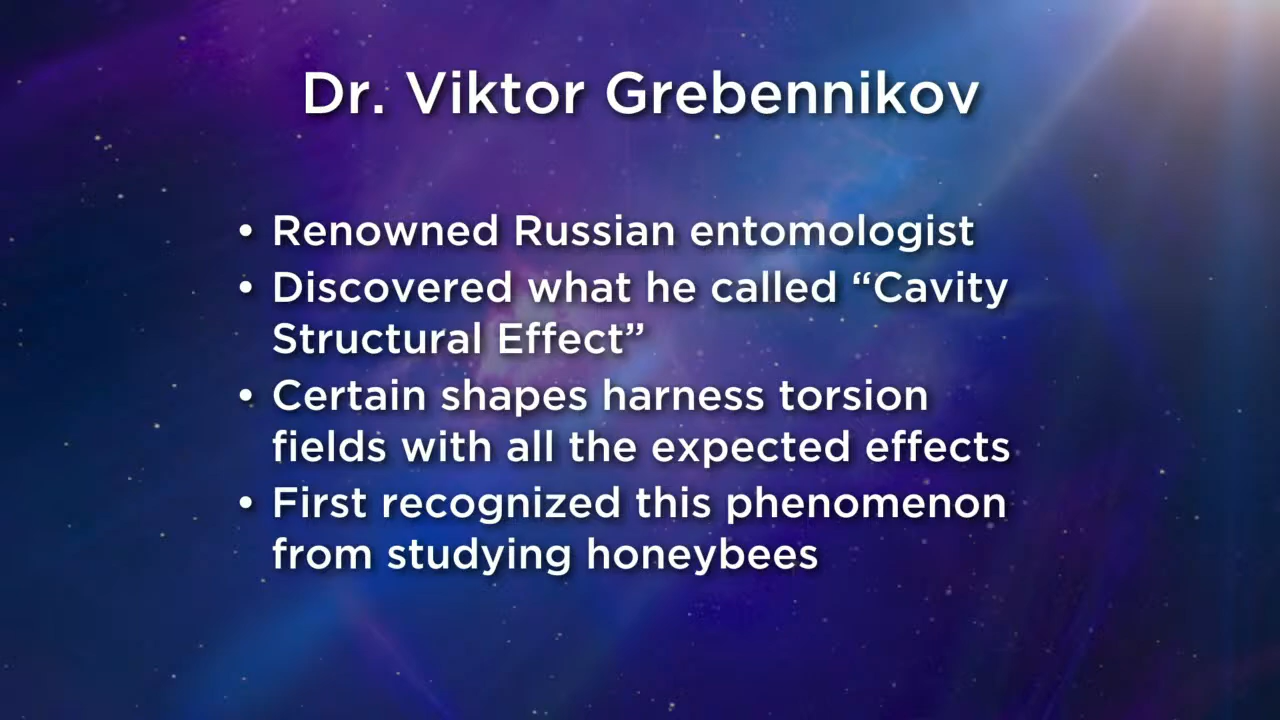 Dr. Viktor Grebennikov
• Renowned Russian entomologist
• Discovered what he called “Cavity
Structural Effect”
• Certain shapes harness torsion
fields with all the expected effects
• First recognized this phenomenon
from studying honeybees